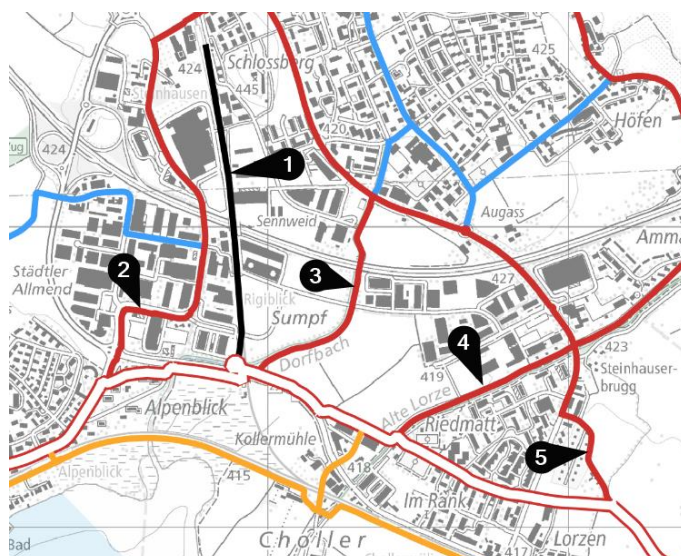 424
Schlossberg
Steinhausen
445
425
420
Höfen
Zug
424
1
Sennweid
Augass
Amma
2
3
427
Städtler
Allmend
Rigiblick
Sumpf
Dorfbach
4
423
419
Steinhauser-
brugg
Alte Lorze
Alpenblick
Riedmatt
Kollermühle
5
Alpenblick
415
418
Im Rank
Bad
Choller
417
Lorzen